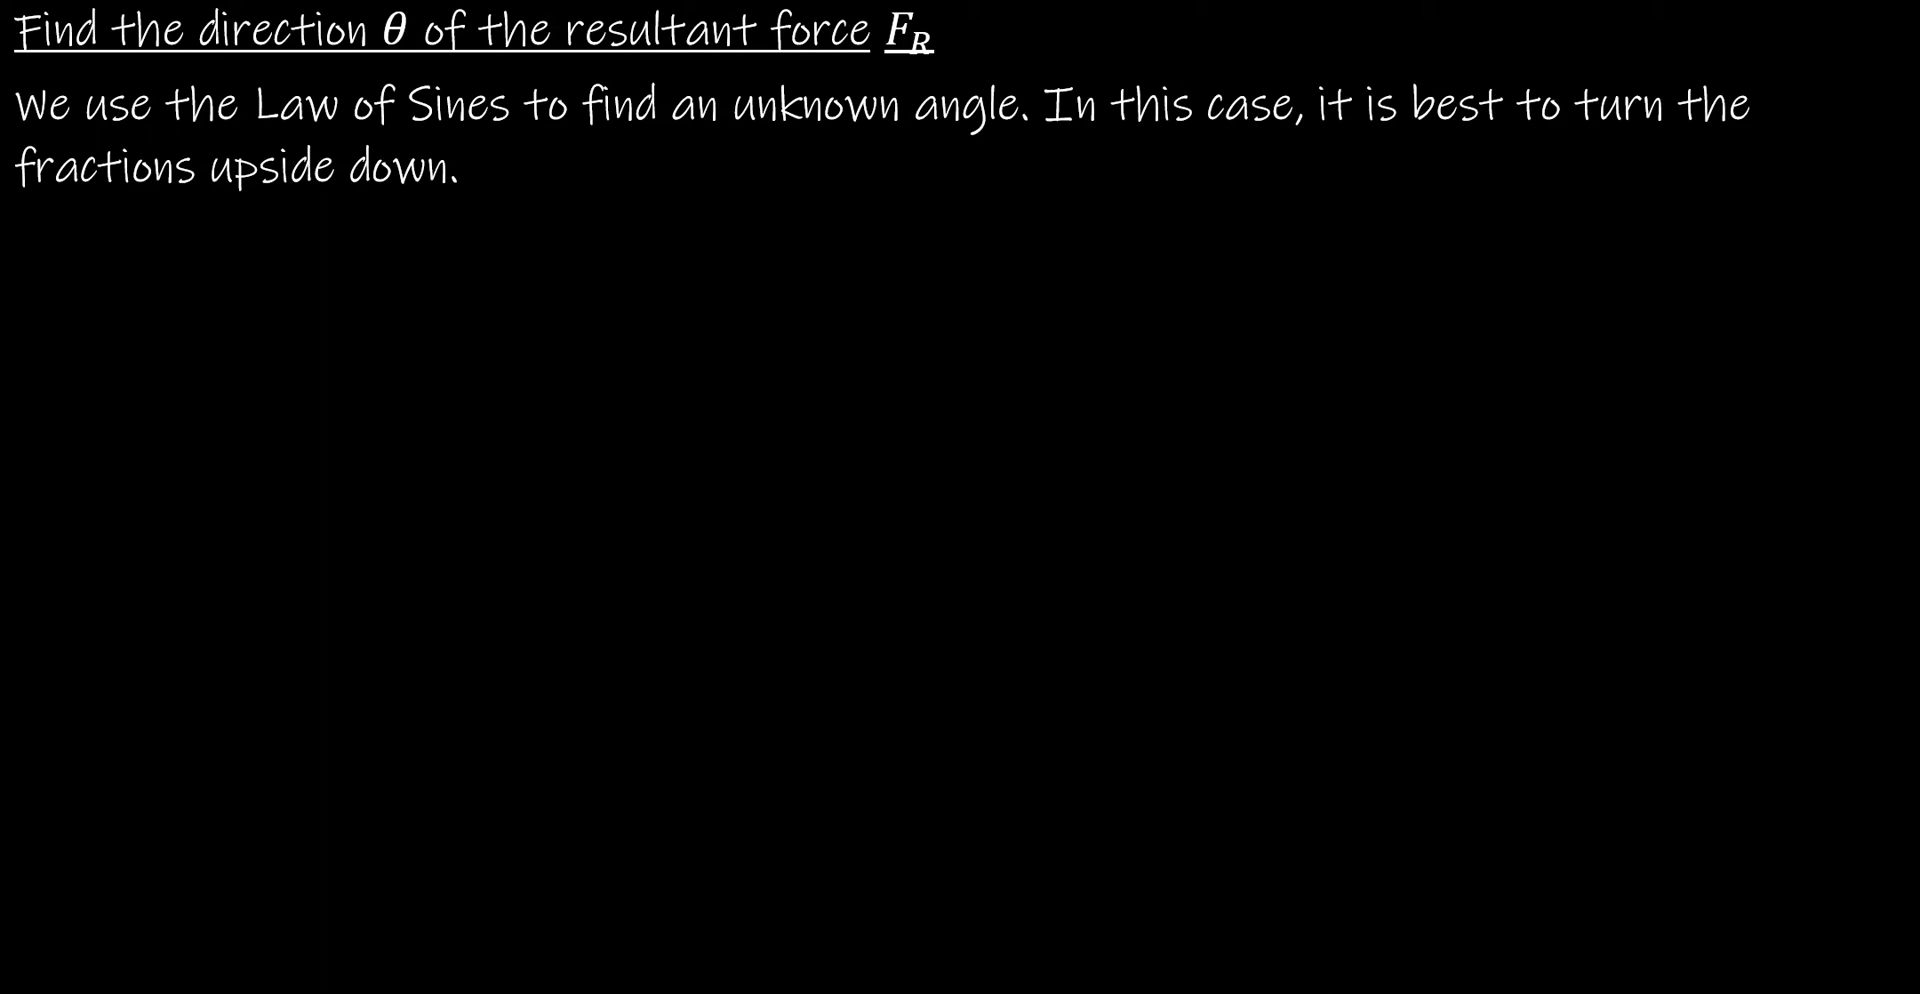 Find the direction θ of the resultant force F_R
We use the Law of Sines to find an unknown angle. In this case, it is best to turn the
fractions upside down.